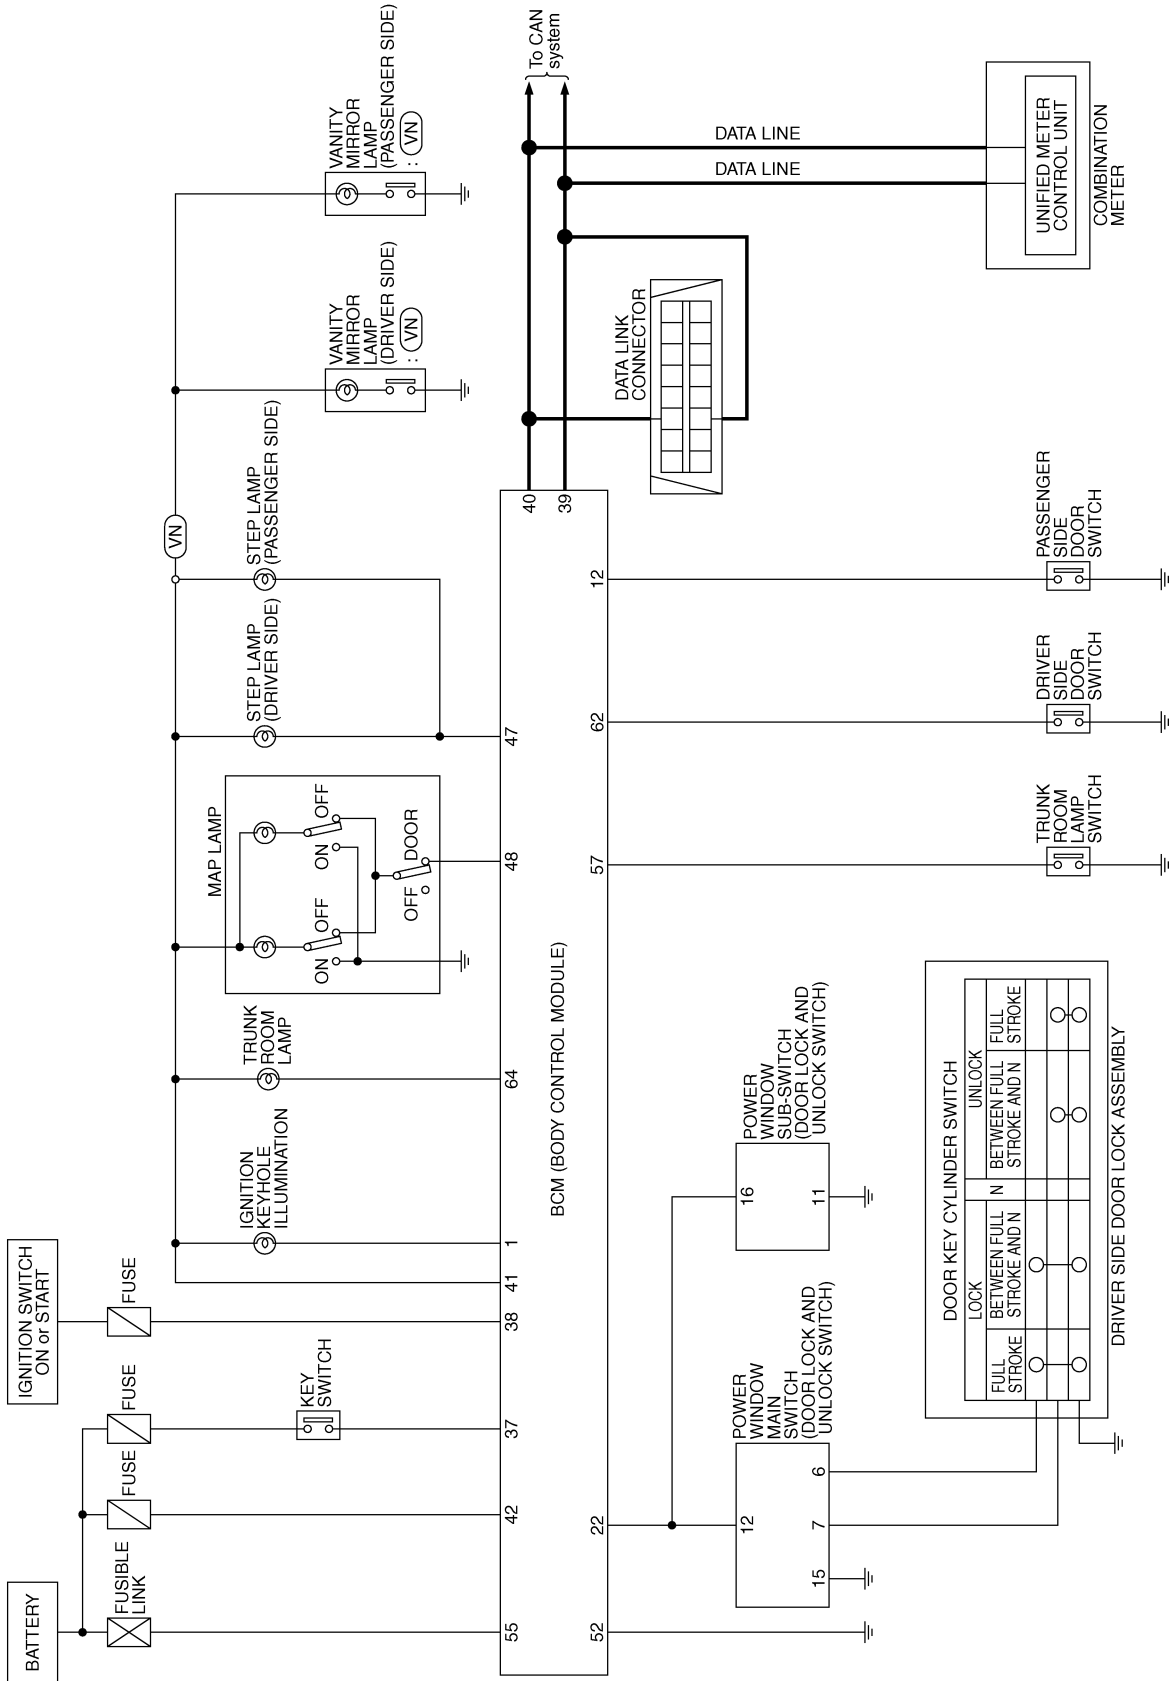 BATTERY
IGNITION SWITCH
ON or START
FUSIBLE
LINK
FUSE
FUSE
FUSE
KEY
SWITCH
IGNITION
KEYHOLE
ILLUMINATION
TRUNK
ROOM
LAMP
MAP LAMP
ON
OFF
ON
OFF
OFF
DOOR
STEP LAMP
(DRIVER SIDE)
STEP LAMP
(PASSENGER SIDE)
VN
VANITY
MIRROR
LAMP
(DRIVER SIDE)
: VN
VANITY
MIRROR
LAMP
(PASSENGER SIDE)
: VN
55
42
37
38
41
1
64
48
47
40
39
BCM (BODY CONTROL MODULE)
52
22
57
62
12
To CAN
system
DATA LINK
CONNECTOR
DATA LINE
DATA LINE
UNIFIED METER
CONTROL UNIT
COMBINATION
METER
POWER
WINDOW
MAIN
SWITCH
(DOOR LOCK AND
UNLOCK SWITCH)
12
15
7
6
POWER
WINDOW
SUB-SWITCH
(DOOR LOCK AND
UNLOCK SWITCH)
16
11
TRUNK
ROOM
LAMP
SWITCH
DRIVER
SIDE
DOOR
SWITCH
PASSENGER
SIDE
DOOR
SWITCH
DOOR KEY CYLINDER SWITCH
LOCK
UNLOCK
FULL
STROKE
BETWEEN FULL
STROKE AND N
N
BETWEEN FULL
STROKE AND N
FULL
STROKE
DRIVER SIDE DOOR LOCK ASSEMBLY